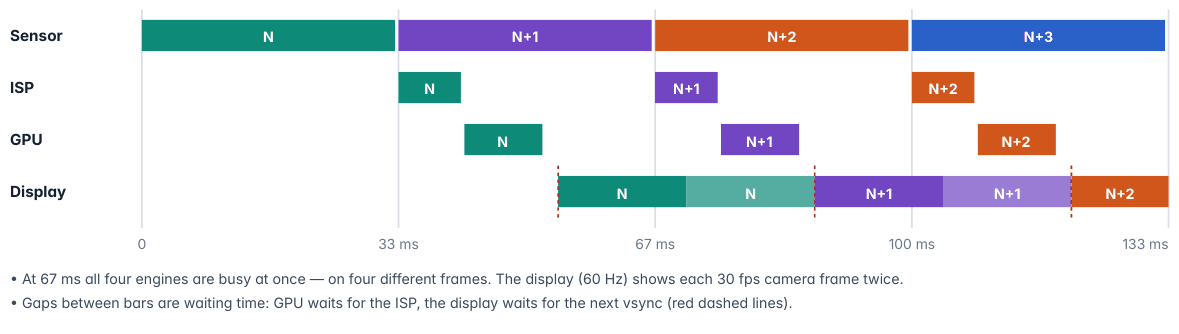 Sensor N N+1 N+2 N+3
ISP N N+1 N+2
GPU N N+1 N+2
Display N N N+1 N+1 N+2
0 33 ms 67 ms 100 ms 133 ms
• At 67 ms all four engines are busy at once — on four different frames. The display (60 Hz) shows each 30 fps camera frame twice.
• Gaps between bars are waiting time: GPU waits for the ISP, the display waits for the next vsync (red dashed lines).